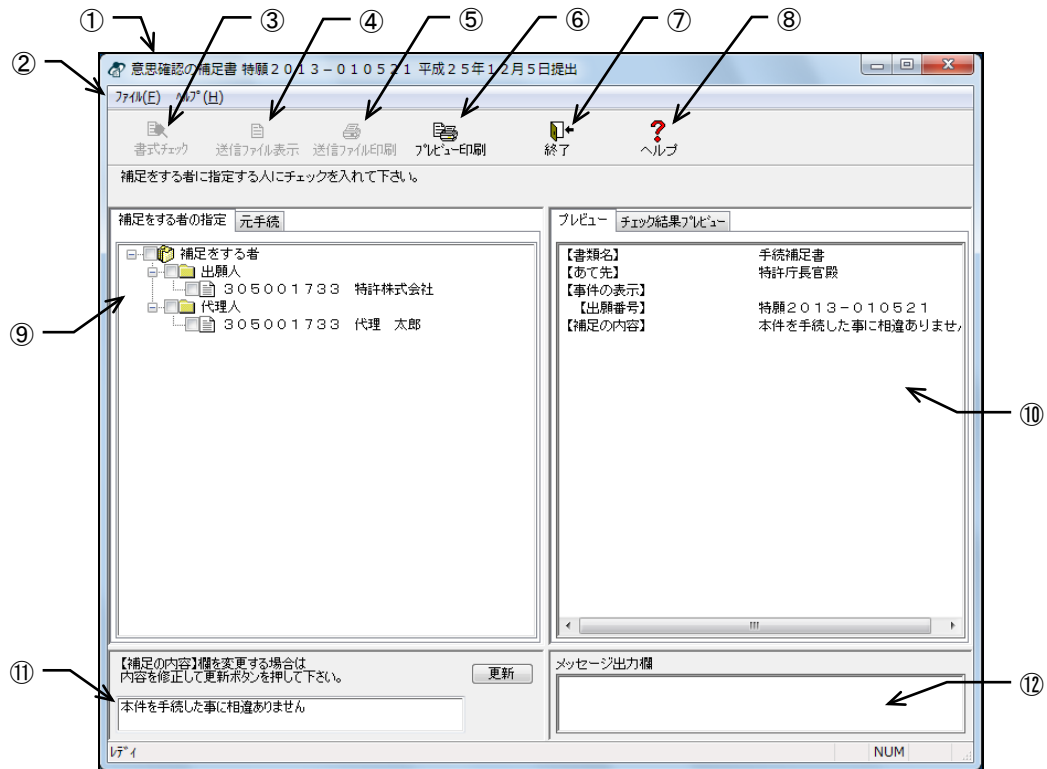 ① ③ ④ ⑤ ⑥ ⑦ ⑧
②
意思確認の補足書 特願２０１３－０１０５２１ 平成２５年１２月５日提出
ﾌｧｲﾙ(F) ﾍﾙﾌﾟ(H)
書式チェック 送信ファイル表示 送信ファイル印刷 ﾌﾟﾚﾋﾞｭｰ印刷 終了 ヘルプ
補足をする者に指定する人にチェックを入れて下さい。
補足をする者の指定 元手続
補足をする者
出願人
３０５００１７３３ 特許株式会社
代理人
３０５００１７３３ 代理 太郎
⑨
プレビュー チェック結果ﾌﾟﾚﾋﾞｭｰ
【書類名】 手続補足書
【あて先】 特許庁長官殿
【事件の表示】
【出願番号】 特願２０１３－０１０５２１
【補足の内容】 本件を手続した事に相違ありませ
⑩
⑪
【補足の内容】欄を変更する場合は
内容を修正して更新ボタンを押して下さい。
更新
本件を手続した事に相違ありません
メッセージ出力欄
⑫
ﾚﾃﾞｨ NUM